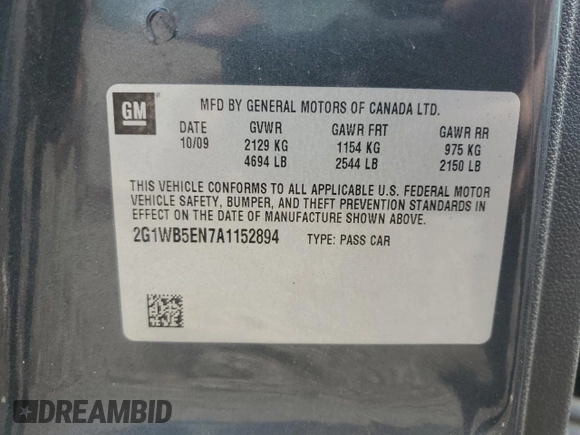 GM
MFD BY GENERAL MOTORS OF CANADA LTD.
DATE GVWR GAWR FRT GAWR RR
10/09 2129 KG 1154 KG 975 KG
4694 LB 2544 LB 2150 LB
THIS VEHICLE CONFORMS TO ALL APPLICABLE U.S. FEDERAL MOTOR
VEHICLE SAFETY, BUMPER, AND THEFT PREVENTION STANDARDS IN
EFFECT ON THE DATE OF MANUFACTURE SHOWN ABOVE.
2G1WB5EN7A1152894 TYPE: PASS CAR
DREAMBID